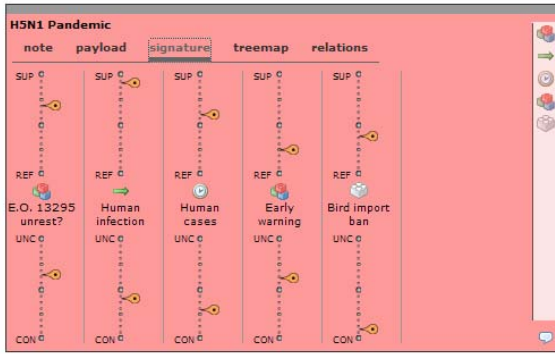 H5N1 Pandemic
note payload signature treemap relations
SUP SUP SUP SUP SUP
REF REF REF REF REF
E.O. 13295 Human Human Early Bird import
unrest? infection cases warning ban
UNC UNC UNC UNC UNC
CON CON CON CON CON